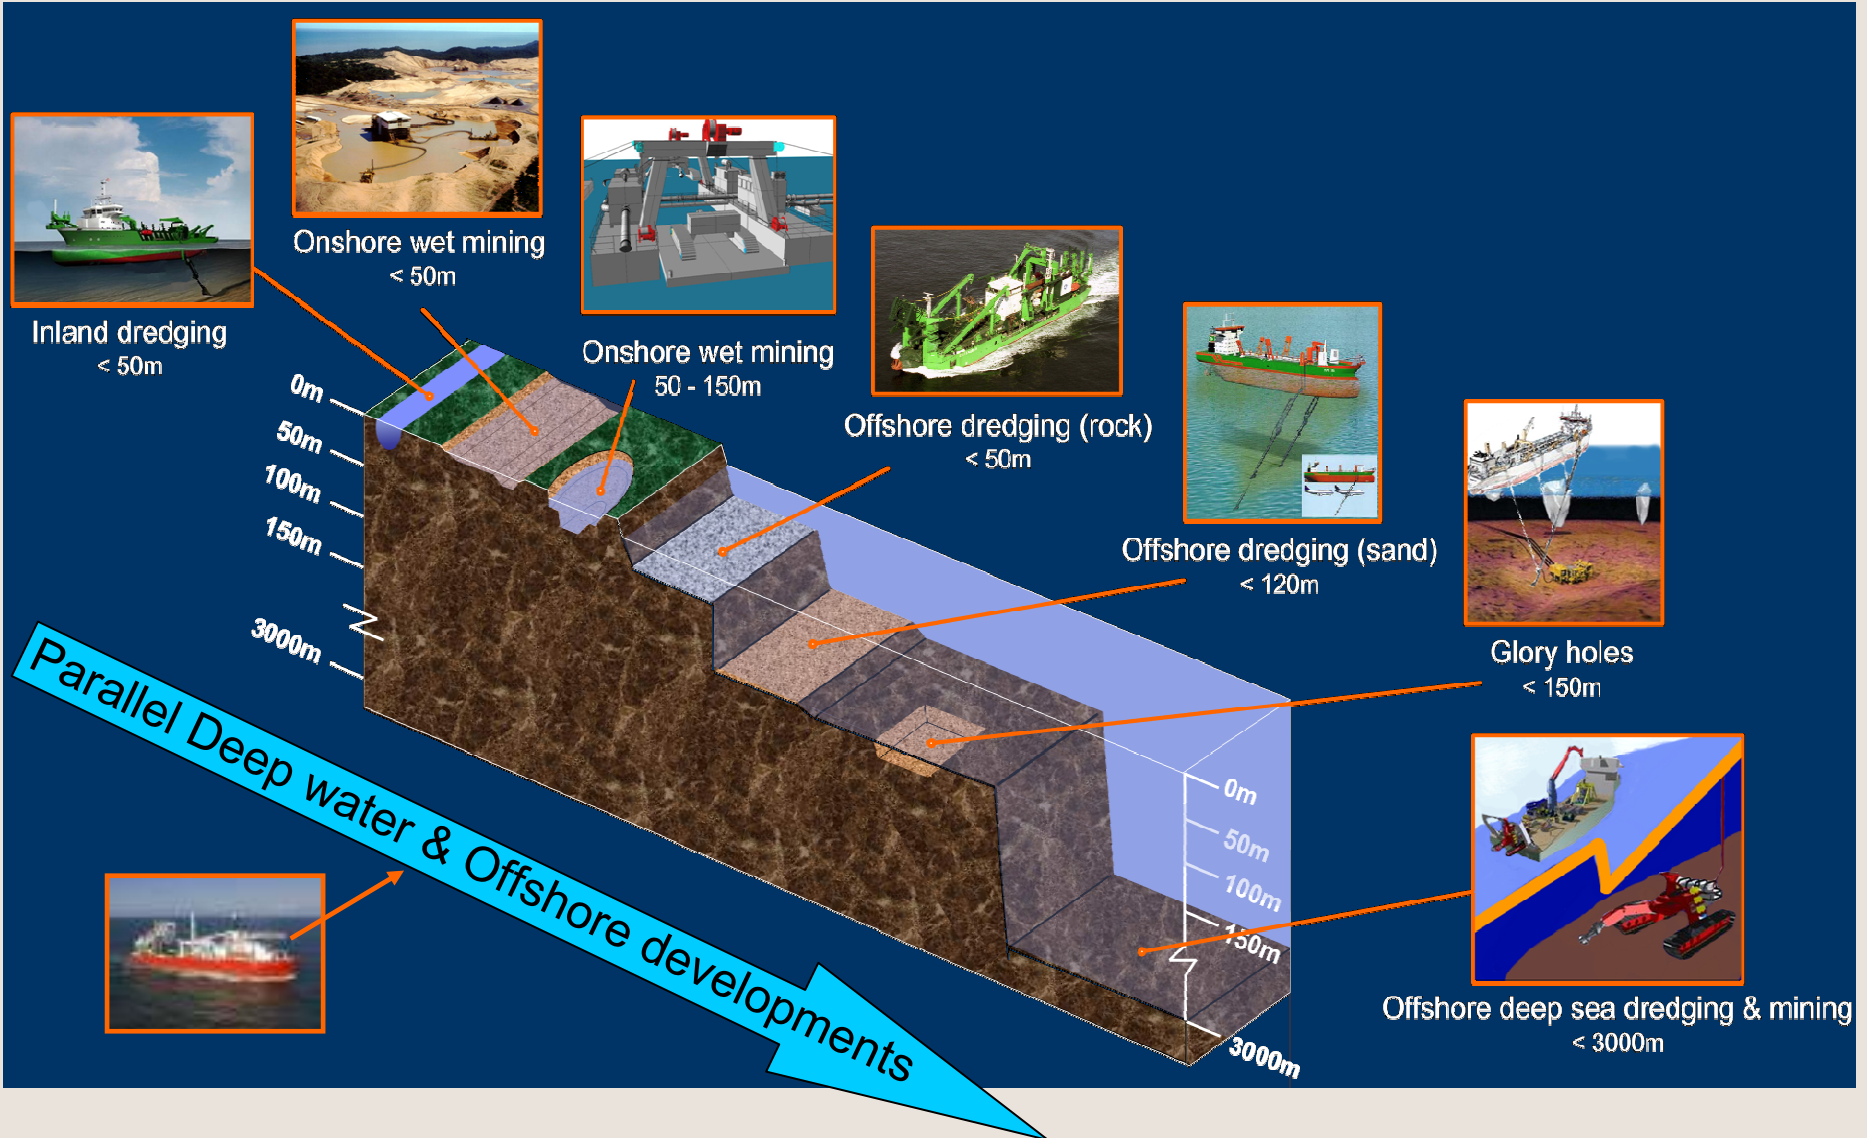 Onshore wet mining
< 50m
Inland dredging
< 50m
Onshore wet mining
50 - 150m
Offshore dredging (rock)
< 50m
Offshore dredging (sand)
< 120m
Glory holes
< 150m
Offshore deep sea dredging & mining
< 3000m
0m
50m
100m
150m
3000m
0m
50m
100m
150m
3000m
Parallel Deep water & Offshore developments